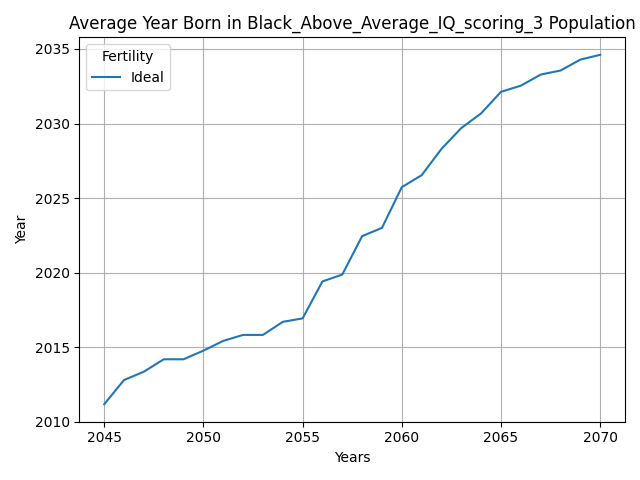 Average Year Born in Black_Above_Average_IQ_scoring_3 Population
Fertility
Ideal
2035
2030
2025
2020
2015
2010
Year
2045 2050 2055 2060 2065 2070
Years